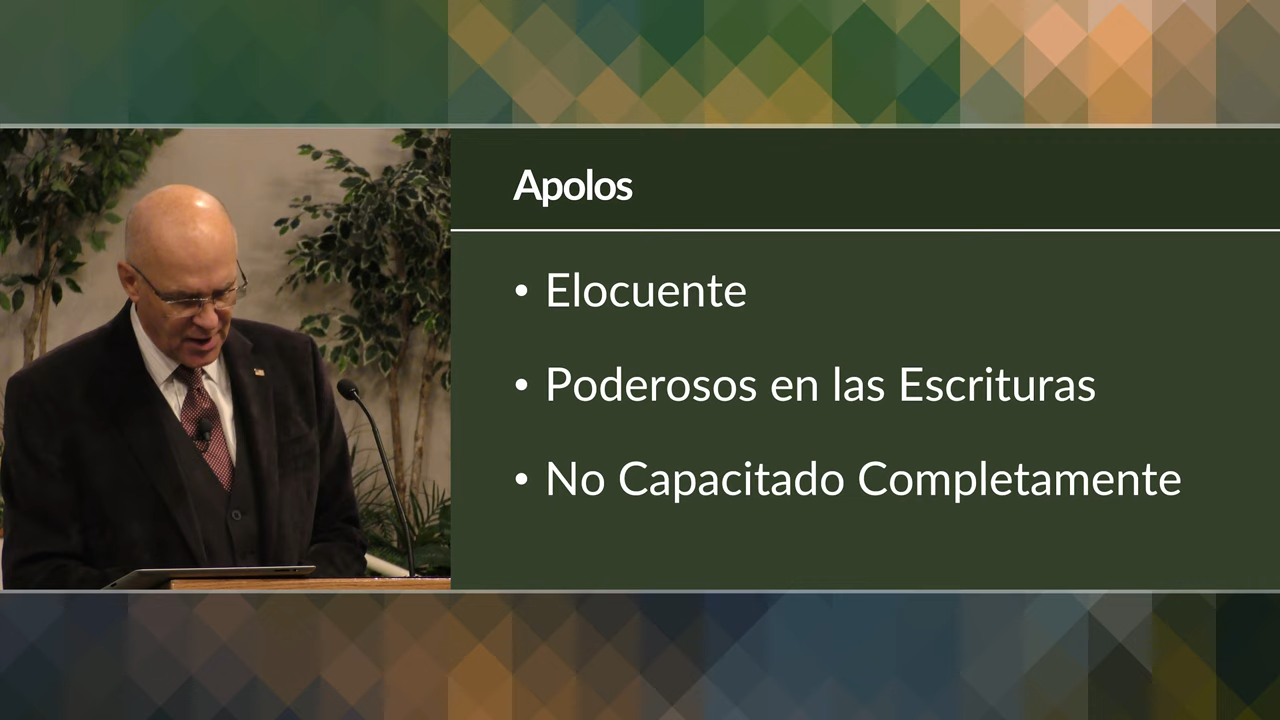 Apolos
• Elocuente
• Poderosos en las Escrituras
• No Capacitado Completamente